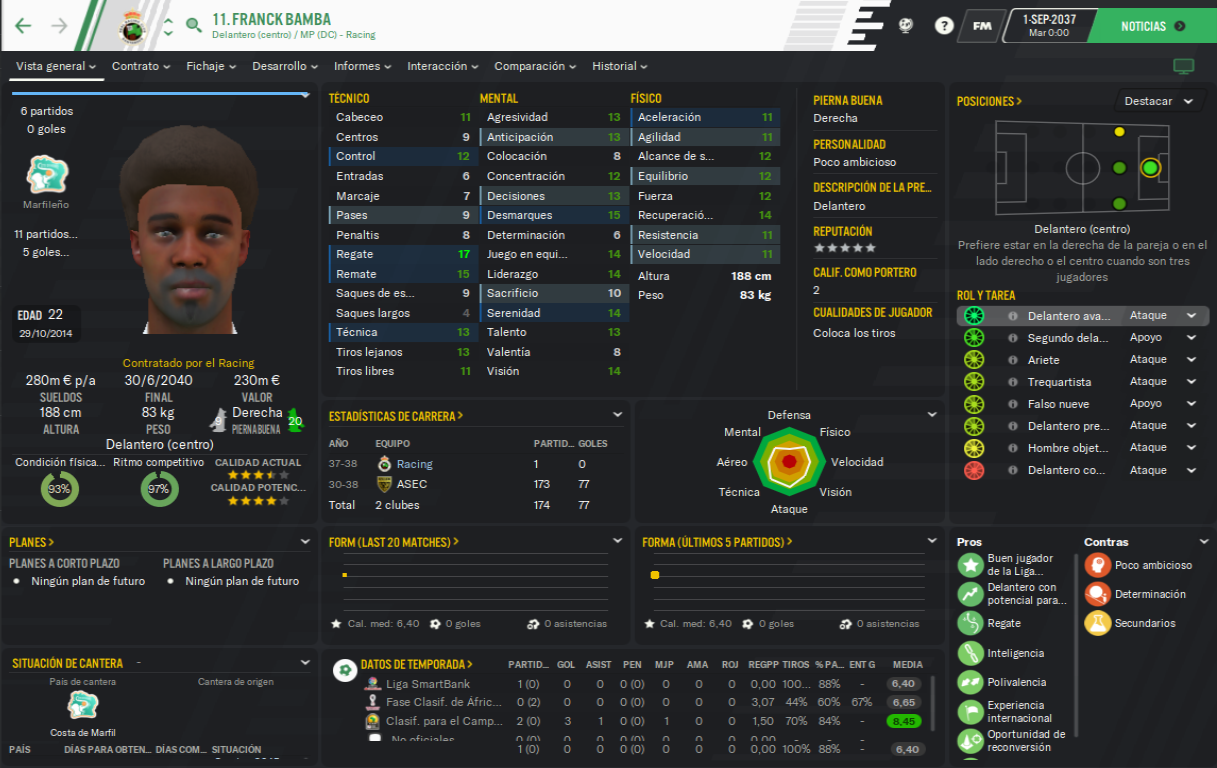 11. FRANCK BAMBA
Delantero (centro) / MP (DC) - Racing
FM
1-SEP-2037
Mar 0:00
NOTICIAS
Vista general
Contrato
Fichaje
Desarrollo
Informes
Interacción
Comparación
Historial
6 partidos
0 goles
Marfileño
11 partidos...
5 goles...
EDAD 22
29/10/2014
Contratado por el Racing
280m € p/a
SUELDOS
30/6/2040
FINAL
230m €
VALOR
188 cm
ALTURA
83 kg
PESO
9
Derecha
PIERNA BUENA
20
Delantero (centro)
Condición física...
93%
Ritmo competitivo
97%
CALIDAD ACTUAL
CALIDAD POTENC...
TÉCNICO
Cabeceo 11
Centros 9
Control 12
Entradas 6
Marcaje 7
Pases 9
Penaltis 8
Regate 17
Remate 15
Saques de es... 9
Saques largos 4
Técnica 13
Tiros lejanos 13
Tiros libres 11
MENTAL
Agresividad 13
Anticipación 13
Colocación 8
Concentración 12
Decisiones 13
Desmarques 15
Determinación 6
Juego en equi... 14
Liderazgo 14
Sacrificio 10
Serenidad 14
Talento 13
Valentía 8
Visión 14
FÍSICO
Aceleración 11
Agilidad 11
Alcance de s... 12
Equilibrio 12
Fuerza 12
Recuperació... 14
Resistencia 11
Velocidad 11
Altura 188 cm
Peso 83 kg
PIERNA BUENA
Derecha
PERSONALIDAD
Poco ambicioso
DESCRIPCIÓN DE LA PRE...
Delantero
REPUTACIÓN
CALIF. COMO PORTERO
2
CUALIDADES DE JUGADOR
Coloca los tiros
POSICIONES >
Destacar
Delantero (centro)
Prefiere estar en la derecha de la pareja o en el
lado derecho o el centro cuando son tres
jugadores
ROL Y TAREA
Delantero ava... Ataque
Segundo dela... Apoyo
Ariete Ataque
Trequartista Ataque
Falso nueve Apoyo
Delantero pre... Ataque
Hombre objet... Ataque
Delantero co... Ataque
ESTADÍSTICAS DE CARRERA >
AÑO EQUIPO PARTID... GOLES
37-38 Racing 1 0
30-38 ASEC 173 77
Total 2 clubes 174 77
Defensa
Mental
Físico
Aéreo
Velocidad
Técnica
Visión
Ataque
PLANES >
PLANES A CORTO PLAZO
Ningún plan de futuro
PLANES A LARGO PLAZO
Ningún plan de futuro
FORM (LAST 20 MATCHES) >
Cal. med: 6,40
0 goles
0 asistencias
FORMA (ÚLTIMOS 5 PARTIDOS) >
Cal. med: 6,40
0 goles
0 asistencias
Pros
Buen jugador
de la Liga...
Delantero con
potencial para...
Regate
Inteligencia
Polivalencia
Experiencia
internacional
Oportunidad de
reconversión
Contras
Poco ambicioso
Determinación
Secundarios
SITUACIÓN DE CANTERA -
País de cantera
Cantera de origen
Costa de Marfil
PAÍS DÍAS PARA OBTEN... DÍAS COM... SITUACIÓN
DATOS DE TEMPORADA >
PARTID... GOL ASIST PEN MJP AMA ROJ REGPP TIROS % PA... ENT G MEDIA
Liga SmartBank 1 (0) 0 0 0 (0) 0 0 0 0,00 100... 88% - 6,40
Fase Clasif. de Áfric... 0 (2) 0 0 0 (0) 0 0 0 3,07 44% 60% 67% 6,65
Clasif. para el Camp... 2 (0) 3 1 0 (0) 1 0 0 1,50 70% 84% - 8,45
No oficiales
1 (0) 0 0 0 (0) 0 0 0 0,00 100% 88% - 6,40